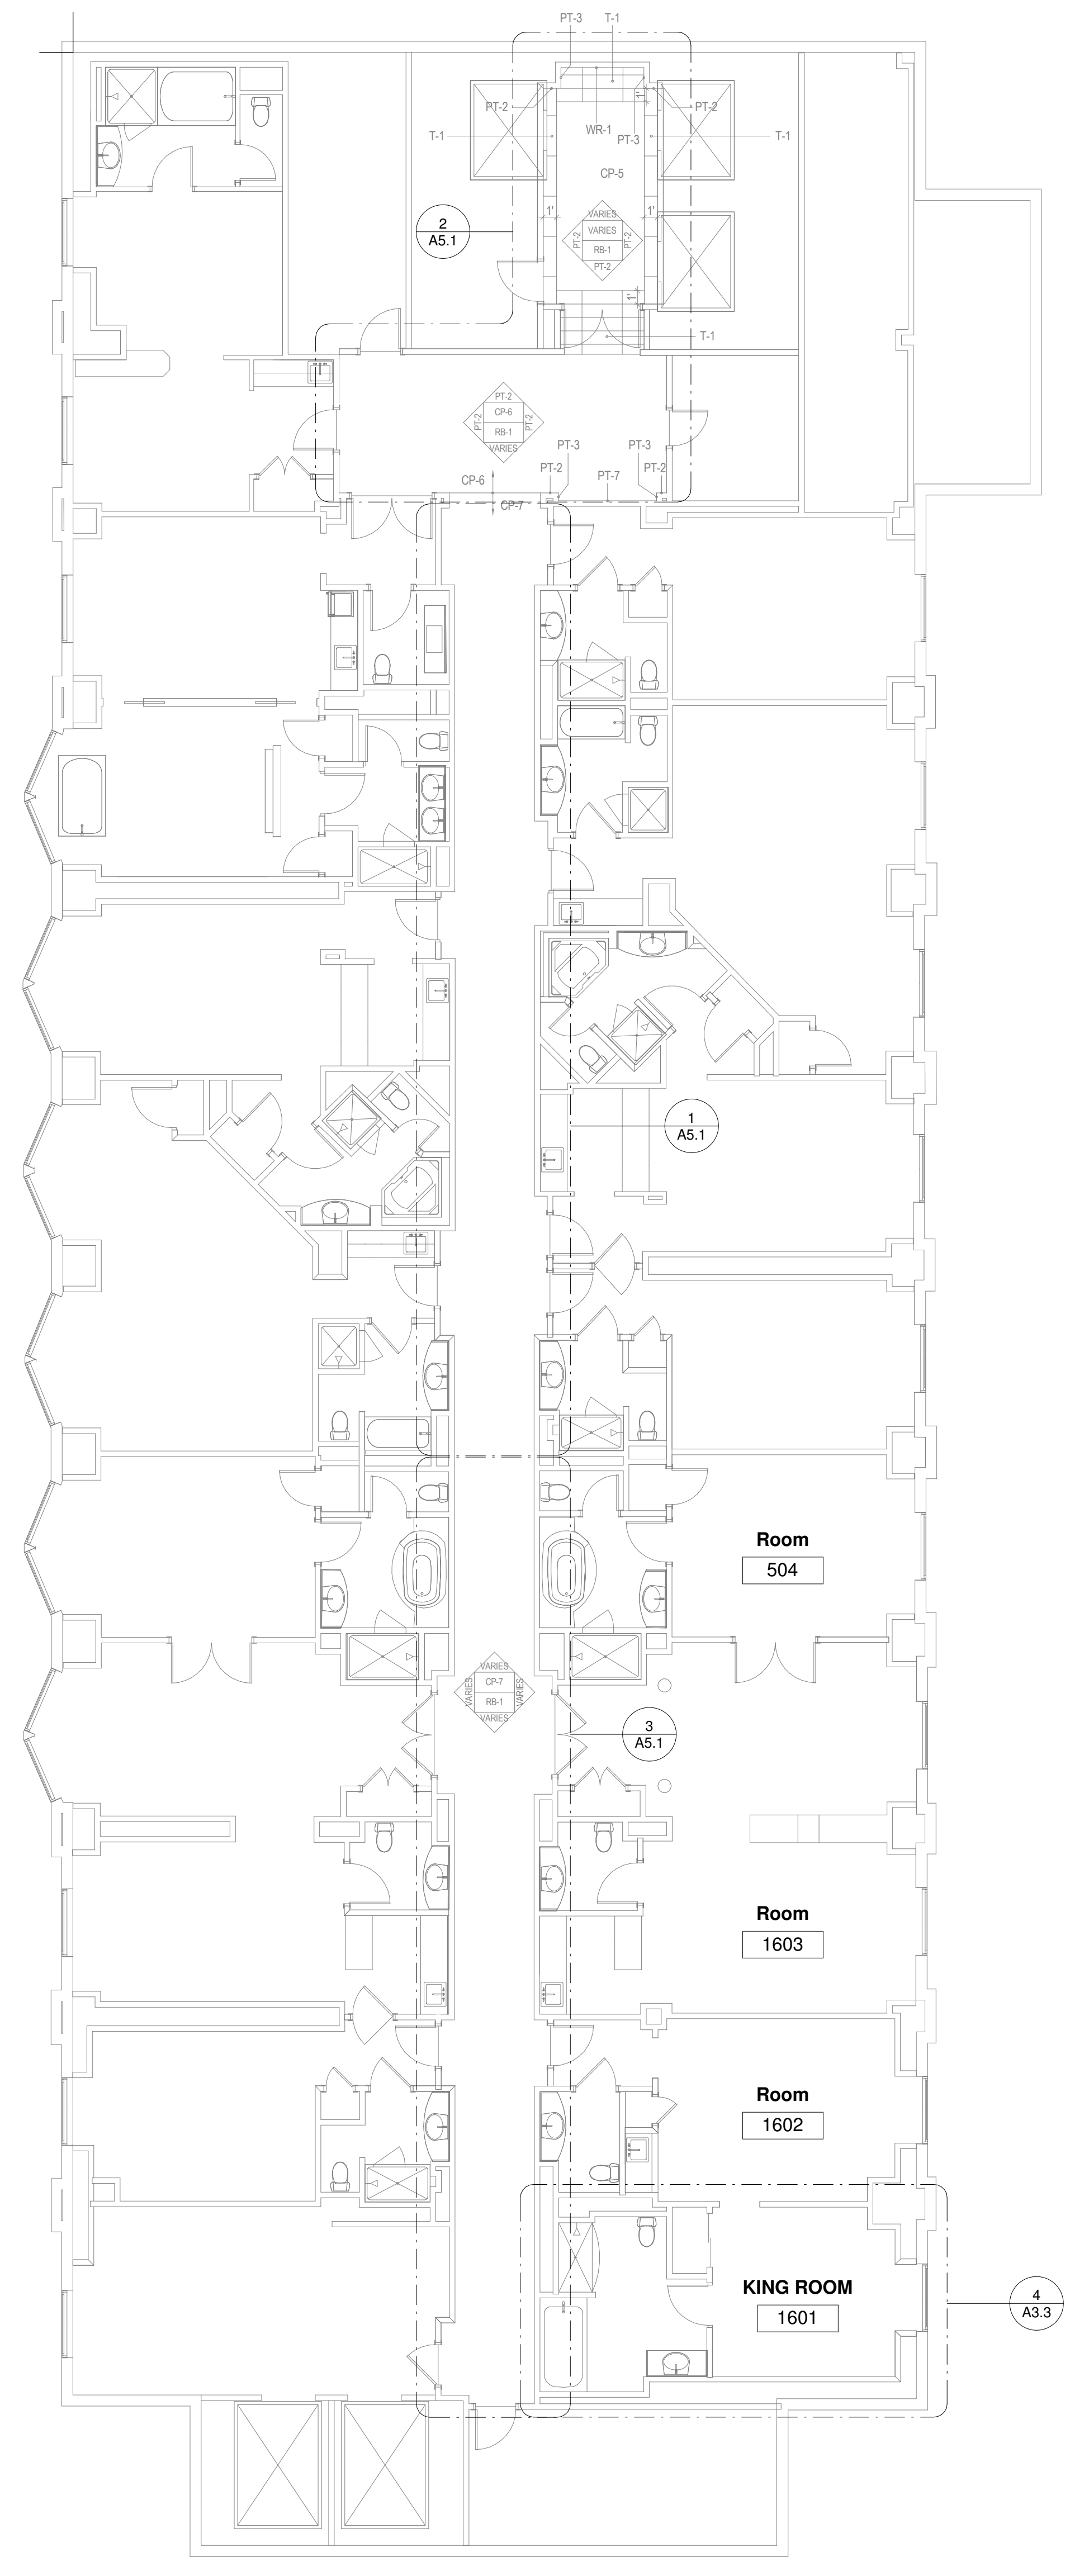 PT-3 T-1
PT-2 1' PT-2
WR-1
T-1 PT-3 T-1
CP-5
2
A5.1
1' VARIES 1'
VARIES
PT-2 RB-1 PT-2
PT-2
1'
T-1
PT-2
CP-6
PT-2 RB-1 PT-2
VARIES
PT-3 PT-3
PT-2 PT-7 PT-2
CP-6
CP-7
1
A5.1
Room
504
VARIES
CP-7
VARIES RB-1 VARIES
VARIES
3
A5.1
Room
1603
Room
1602
KING ROOM
1601
4
A3.3